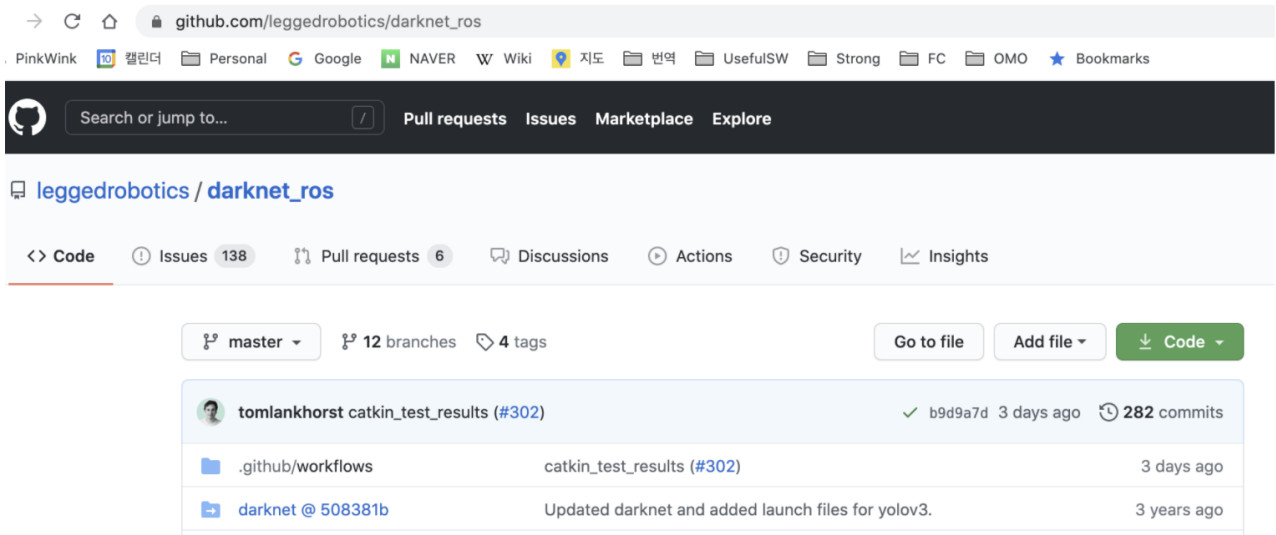 github.com/leggedrobotics/darknet_ros
PinkWink 10 캘린더 Personal G Google N NAVER W Wiki 지도 번역 UsefulSW Strong FC OMO Bookmarks
Search or jump to... / Pull requests Issues Marketplace Explore
leggedrobotics / darknet_ros
<> Code Issues 138 Pull requests 6 Discussions Actions Security Insights
master 12 branches 4 tags Go to file Add file Code
tomlankhorst catkin_test_results (#302) b9d9a7d 3 days ago 282 commits
.github/workflows catkin_test_results (#302) 3 days ago
darknet @ 508381b Updated darknet and added launch files for yolov3. 3 years ago